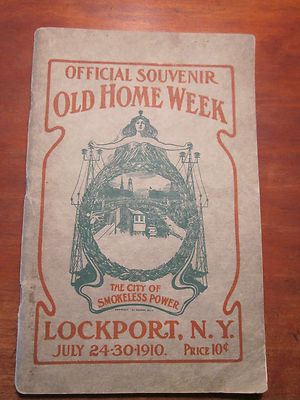 OFFICIAL SOUVENIR
OLD HOME WEEK
THE CITY OF
SMOKELESS POWER
LOCKPORT, N.Y.
JULY 24-30-1910. PRICE 10¢